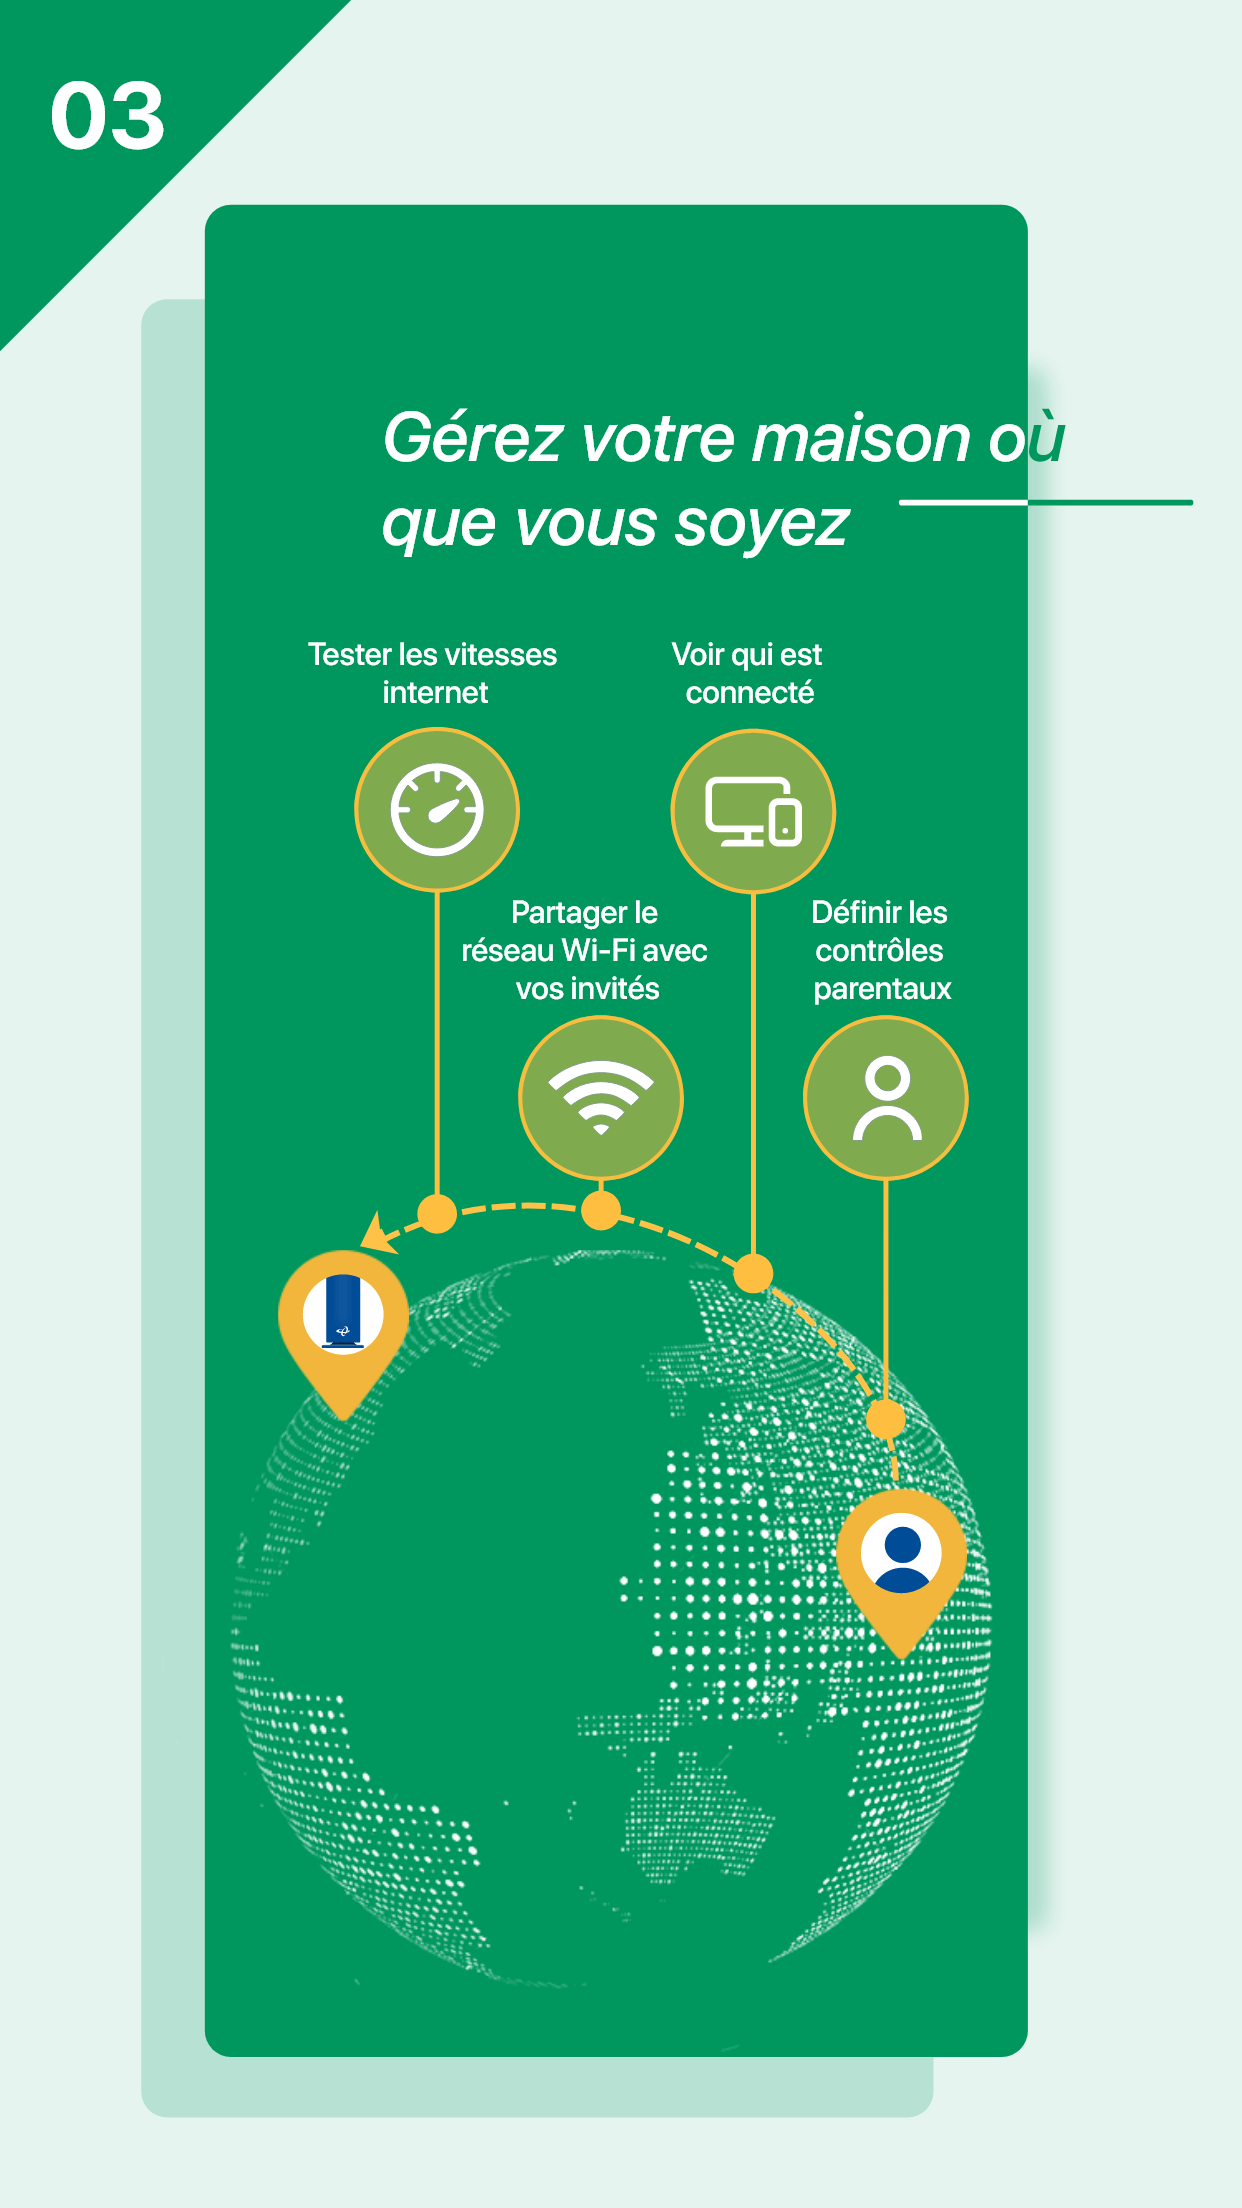 03
Gérez votre maison où
que vous soyez
Tester les vitesses
internet
Voir qui est
connecté
Partager le
réseau Wi-Fi avec
vos invités
Définir les
contrôles
parentaux